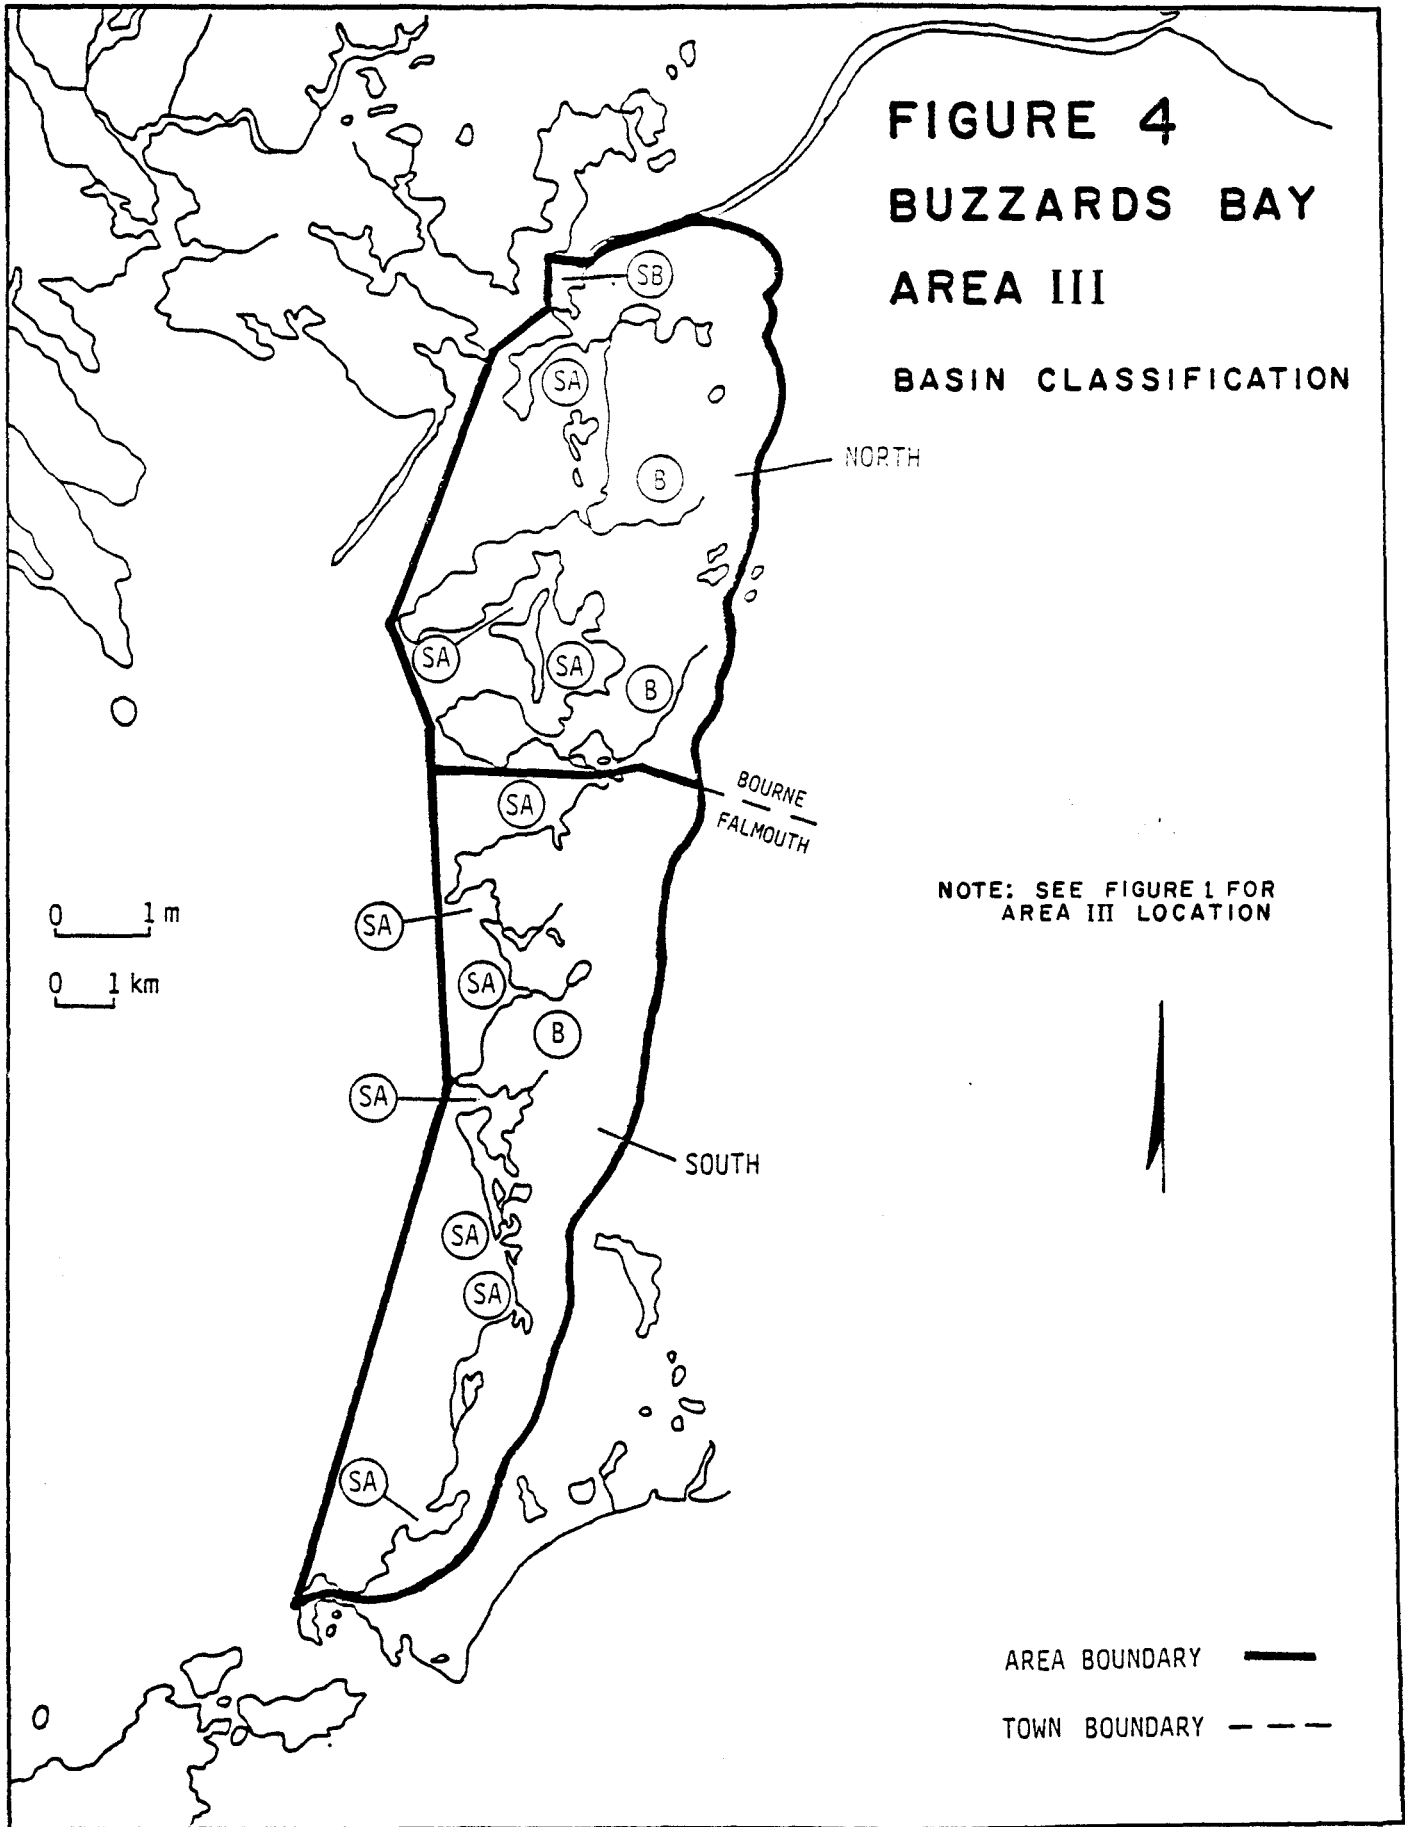 FIGURE 4
BUZZARDS BAY
AREA III
BASIN CLASSIFICATION
SB
SA
NORTH
B
SA
SA
B
BOURNE
FALMOUTH
SA
NOTE: SEE FIGURE 1 FOR
AREA III LOCATION
0 1 m
SA
0 1 km
SA
B
SA
SOUTH
SA
SA
SA
AREA BOUNDARY
TOWN BOUNDARY